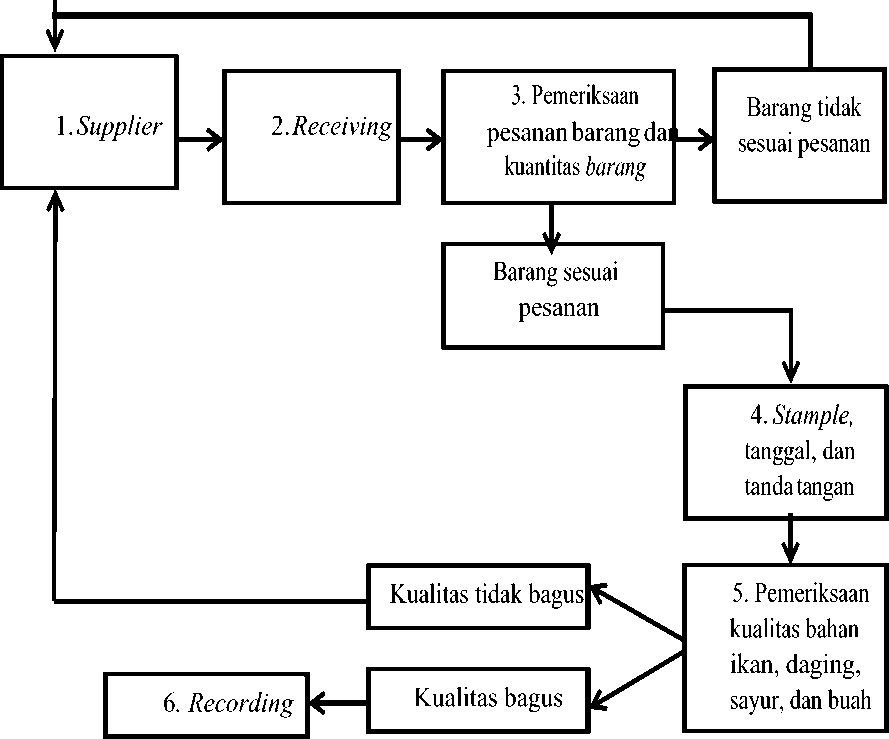 1. Supplier
2. Receiving
3. Pemeriksaan
pesanan barang dan
kuantitas barang
Barang tidak
sesuai pesanan
Barang sesuai
pesanan
4. Stample,
tanggal, dan
tanda tangan
5. Pemeriksaan
kualitas bahan
ikan, daging,
sayur, dan buah
Kualitas tidak bagus
Kualitas bagus
6. Recording